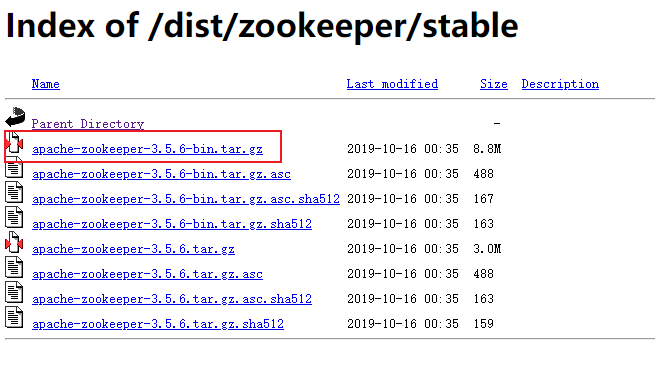 Index of /dist/zookeeper/stable
Name Last modified Size Description
Parent Directory -
apache-zookeeper-3.5.6-bin.tar.gz 2019-10-16 00:35 8.8M
apache-zookeeper-3.5.6-bin.tar.gz.asc 2019-10-16 00:35 488
apache-zookeeper-3.5.6-bin.tar.gz.asc.sha512 2019-10-16 00:35 167
apache-zookeeper-3.5.6-bin.tar.gz.sha512 2019-10-16 00:35 163
apache-zookeeper-3.5.6.tar.gz 2019-10-16 00:35 3.0M
apache-zookeeper-3.5.6.tar.gz.asc 2019-10-16 00:35 488
apache-zookeeper-3.5.6.tar.gz.asc.sha512 2019-10-16 00:35 163
apache-zookeeper-3.5.6.tar.gz.sha512 2019-10-16 00:35 159